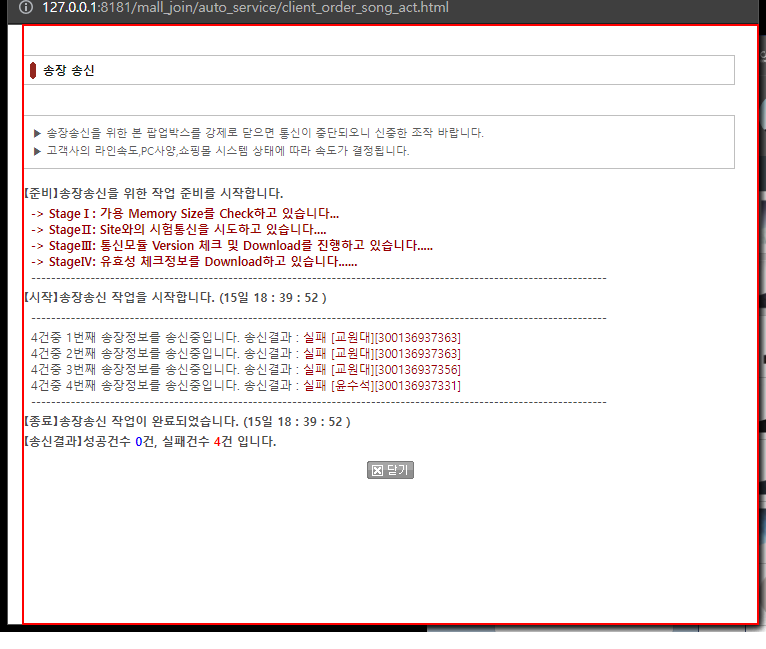 127.0.0.1:8181/mall_join/auto_service/client_order_song_act.html
송장 송신
▶ 송장송신을 위한 본 팝업박스를 강제로 닫으면 통신이 중단되오니 신중한 조작 바랍니다.
▶ 고객사의 라인속도,PC사양,쇼핑몰 시스템 상태에 따라 속도가 결정됩니다.
[준비]송장송신을 위한 작업 준비를 시작합니다.
-> Stage I : 가용 Memory Size를 Check하고 있습니다...
-> StageⅡ: Site와의 시험통신을 시도하고 있습니다....
-> StageⅢ: 통신모듈 Version 체크 및 Download를 진행하고 있습니다.....
-> StageⅣ: 유효성 체크정보를 Download하고 있습니다......
[시작]송장송신 작업을 시작합니다. (15일 18 : 39 : 52 )
4건중 1번째 송장정보를 송신중입니다. 송신결과 : 실패 [교원대][300136937363]
4건중 2번째 송장정보를 송신중입니다. 송신결과 : 실패 [교원대][300136937363]
4건중 3번째 송장정보를 송신중입니다. 송신결과 : 실패 [교원대][300136937356]
4건중 4번째 송장정보를 송신중입니다. 송신결과 : 실패 [윤수석][300136937331]
[종료]송장송신 작업이 완료되었습니다. (15일 18 : 39 : 52 )
[송신결과]성공건수 0건, 실패건수 4건 입니다.
닫기